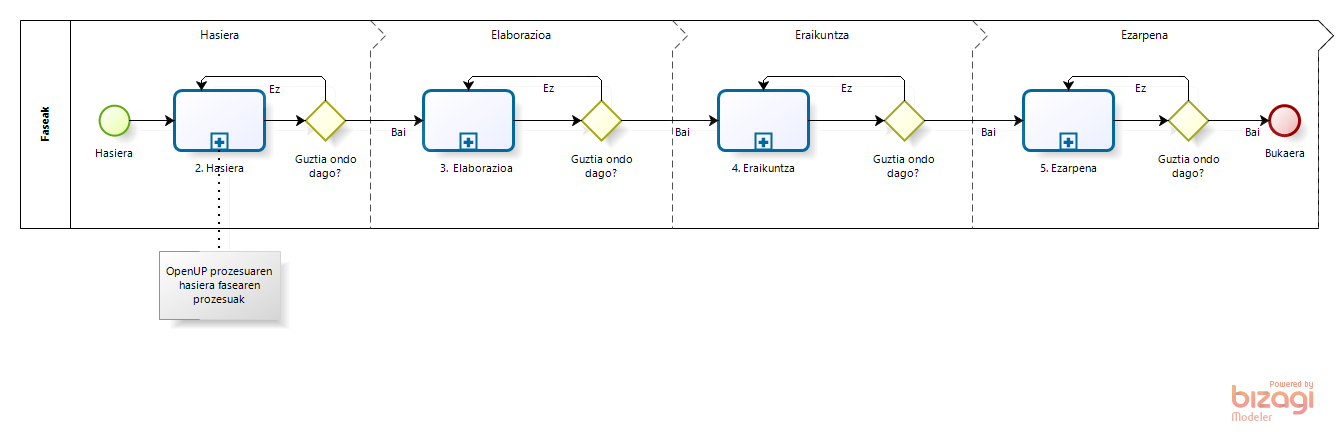 Hasiera
Elaborazioa
Eraikuntza
Ezarpena
Faseak
Ez
Ez
Ez
Ez
Bai
Bai
Bai
Bai
Hasiera
2. Hasiera
Guztia ondo
dago?
3. Elaborazioa
Guztia ondo
dago?
4. Eraikuntza
Guztia ondo
dago?
5. Ezarpena
Guztia ondo
dago?
Bukaera
OpenUP prozesuaren
hasiera fasearen
prozesuak
Powered by
bizagi
Modeler